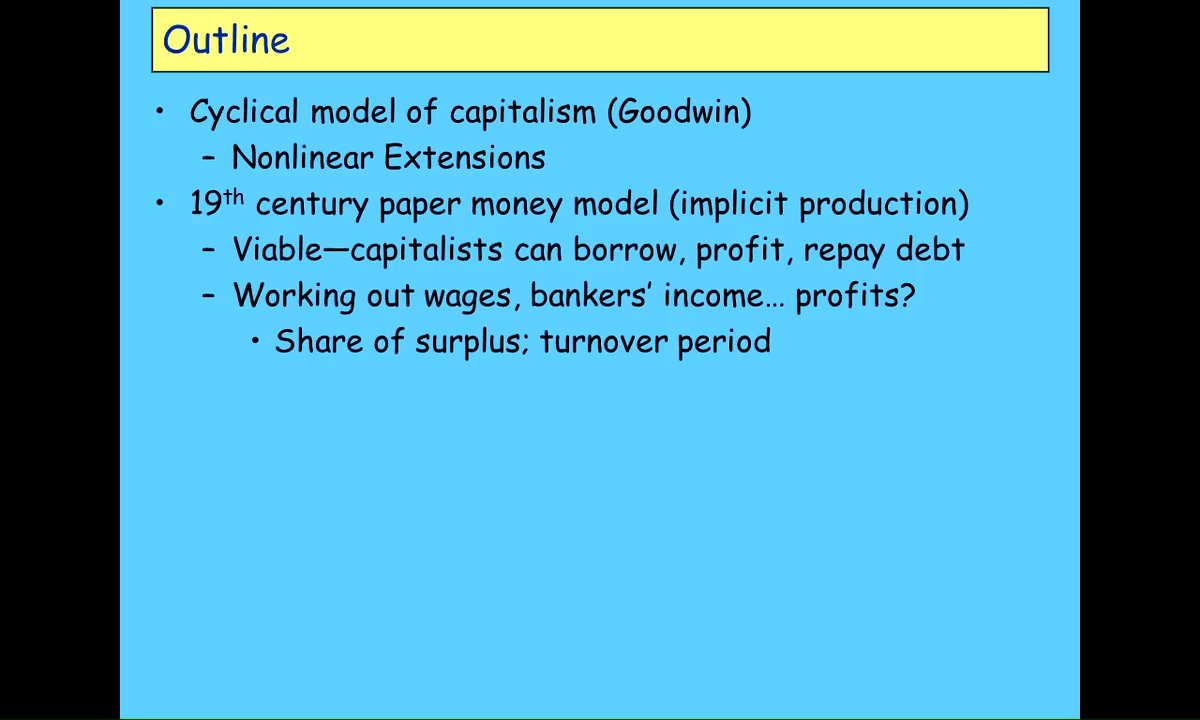 Outline
• Cyclical model of capitalism (Goodwin)
– Nonlinear Extensions
• 19th century paper money model (implicit production)
– Viable—capitalists can borrow, profit, repay debt
– Working out wages, bankers’ income… profits?
• Share of surplus; turnover period